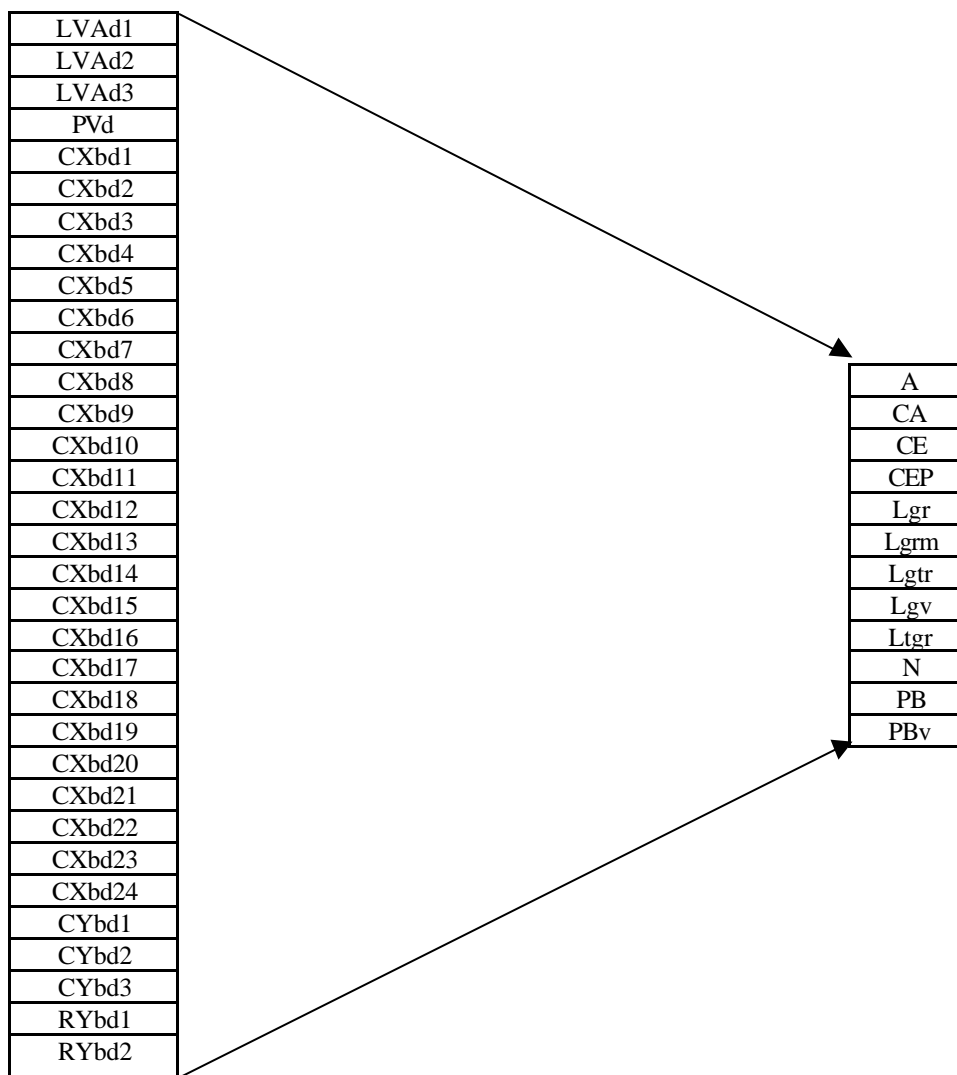 LVAd1
LVAd2
LVAd3
PVd
CXbd1
CXbd2
CXbd3
CXbd4
CXbd5
CXbd6
CXbd7
CXbd8
CXbd9
CXbd10
CXbd11
CXbd12
CXbd13
CXbd14
CXbd15
CXbd16
CXbd17
CXbd18
CXbd19
CXbd20
CXbd21
CXbd22
CXbd23
CXbd24
CYbd1
CYbd2
CYbd3
RYbd1
RYbd2
A
CA
CE
CEP
Lgr
Lgrm
Lgtr
Lgv
Ltgr
N
PB
PBv